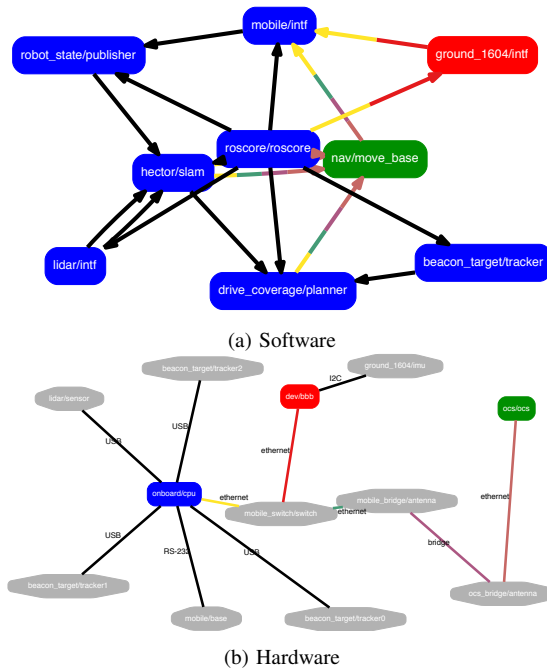 mobile/intf
robot_state/publisher
ground_1604/intf
roscore/roscore
nav/move_base
hector/slam
lidar/intf
beacon_target/tracker
drive_coverage/planner
(a) Software
beacon_target/tracker2
ground_1604/imu
I2C
lidar/sensor
dev/bbb
ocs/ocs
USB
USB
ethernet
ethernet
onboard/cpu
ethernet
mobile_bridge/antenna
mobile_switch/switch
ethernet
USB
RS-232
USB
bridge
beacon_target/tracker1
ocs_bridge/antenna
mobile/base
beacon_target/tracker0
(b) Hardware